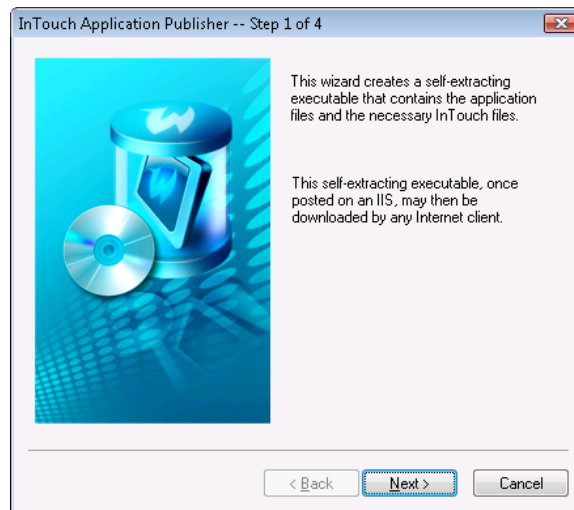 InTouch Application Publisher -- Step 1 of 4
This wizard creates a self-extracting
executable that contains the application
files and the necessary InTouch files.
This self-extracting executable, once
posted on an IIS, may then be
downloaded by any Internet client.
< Back
Next >
Cancel